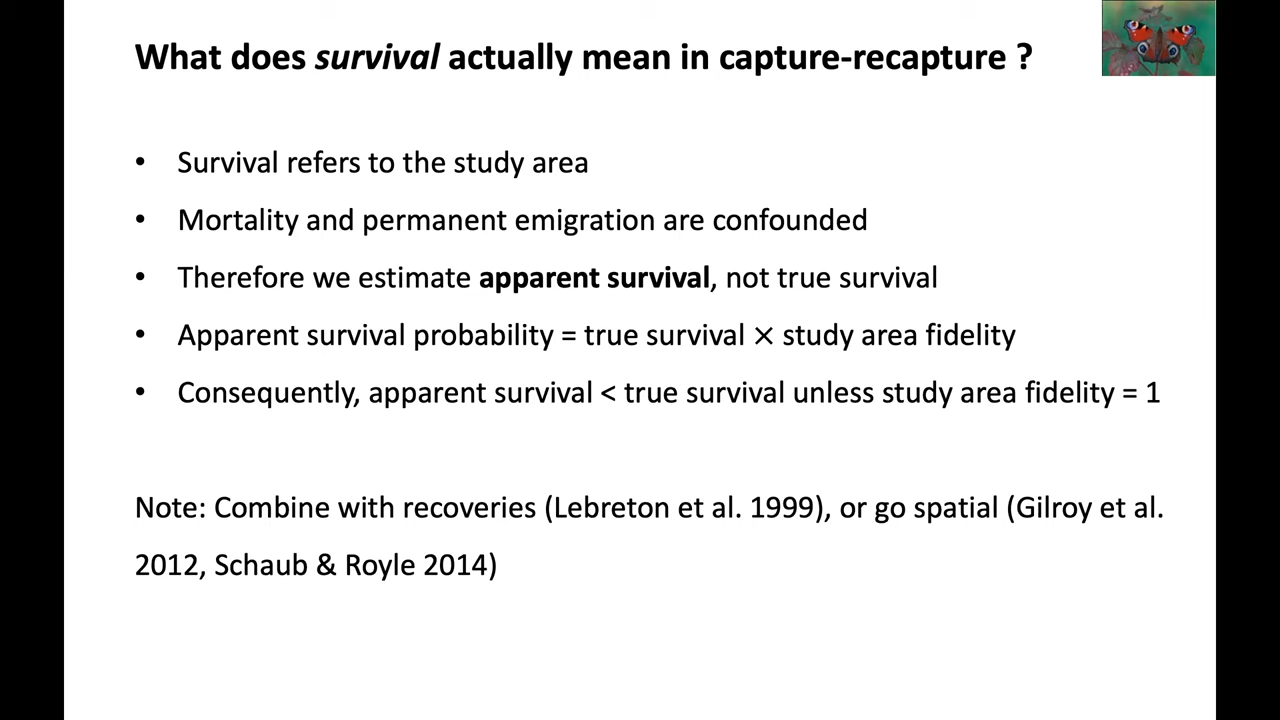 What does survival actually mean in capture-recapture ?
• Survival refers to the study area
• Mortality and permanent emigration are confounded
• Therefore we estimate apparent survival, not true survival
• Apparent survival probability = true survival × study area fidelity
• Consequently, apparent survival < true survival unless study area fidelity = 1
Note: Combine with recoveries (Lebreton et al. 1999), or go spatial (Gilroy et al.
2012, Schaub & Royle 2014)